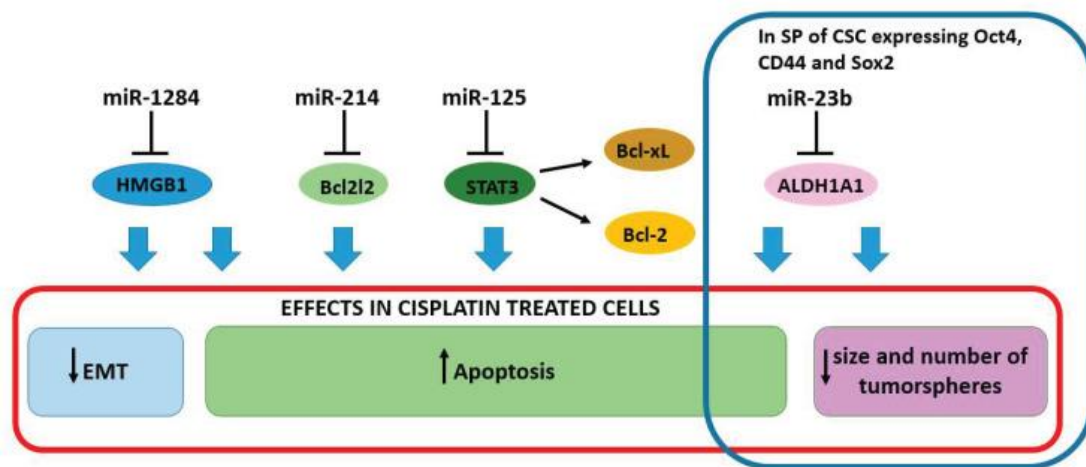 In SP of CSC expressing Oct4,
CD44 and Sox2
miR-1284
miR-214
miR-125
miR-23b
HMGB1
Bcl2l2
STAT3
Bcl-xL
Bcl-2
ALDH1A1
EFFECTS IN CISPLATIN TREATED CELLS
↓ EMT
↑ Apoptosis
↓ size and number of
tumorspheres